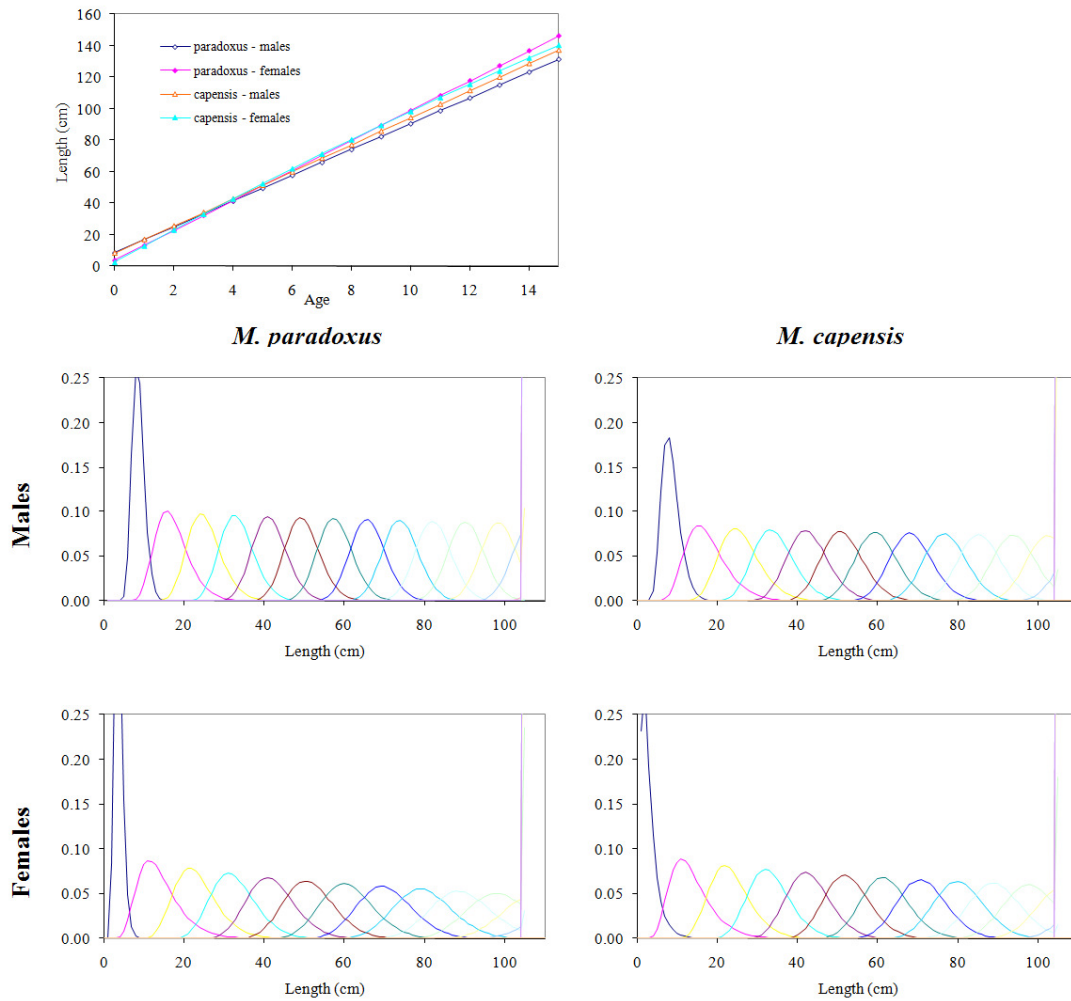 160
140
120
100
80
60
40
20
0
Length (cm)
paradoxus - males
paradoxus - females
capensis - males
capensis - females
0 2 4 6 8 10 12 14
Age
M. paradoxus
M. capensis
Males
0.25
0.20
0.15
0.10
0.05
0.00
0 20 40 60 80 100
Length (cm)
0.25
0.20
0.15
0.10
0.05
0.00
0 20 40 60 80 100
Length (cm)
Females
0.25
0.20
0.15
0.10
0.05
0.00
0 20 40 60 80 100
Length (cm)
0.25
0.20
0.15
0.10
0.05
0.00
0 20 40 60 80 100
Length (cm)